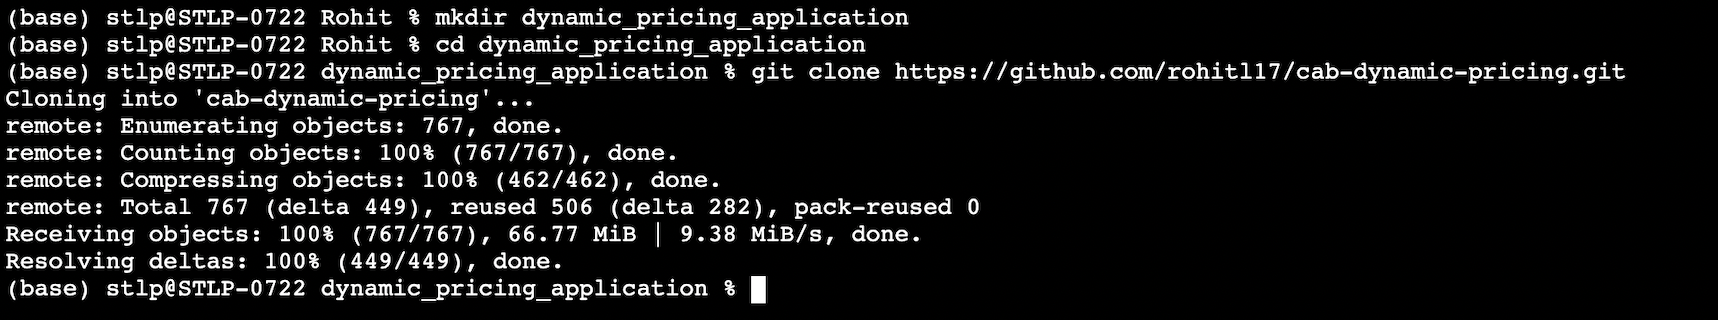 (base) stlp@STLP-0722 Rohit % mkdir dynamic_pricing_application
(base) stlp@STLP-0722 Rohit % cd dynamic_pricing_application
(base) stlp@STLP-0722 dynamic_pricing_application % git clone https://github.com/rohitl17/cab-dynamic-pricing.git
Cloning into 'cab-dynamic-pricing'...
remote: Enumerating objects: 767, done.
remote: Counting objects: 100% (767/767), done.
remote: Compressing objects: 100% (462/462), done.
remote: Total 767 (delta 449), reused 506 (delta 282), pack-reused 0
Receiving objects: 100% (767/767), 66.77 MiB | 9.38 MiB/s, done.
Resolving deltas: 100% (449/449), done.
(base) stlp@STLP-0722 dynamic_pricing_application %